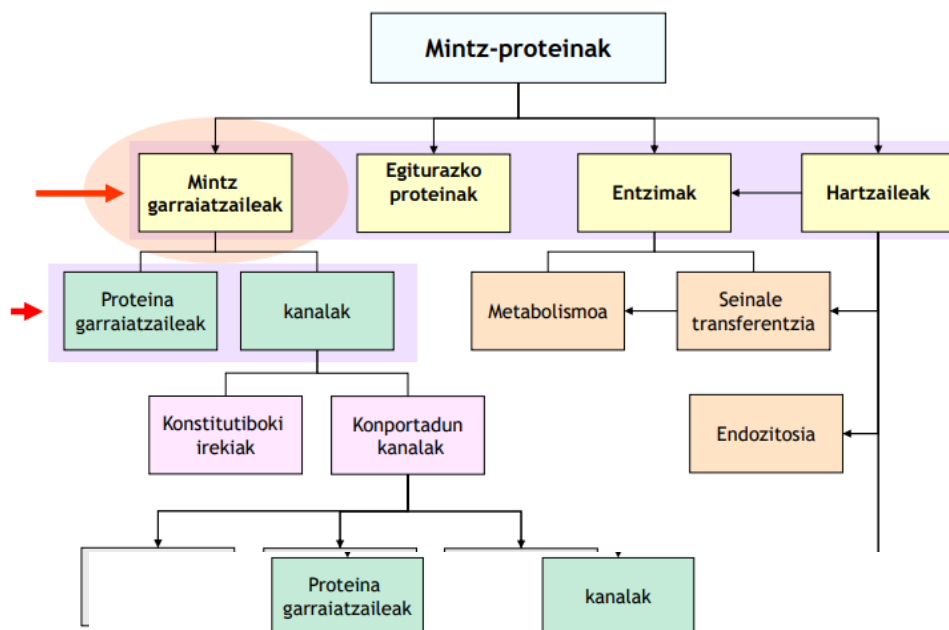 Mintz-proteinak
Mintz
garraiatzaileak
Egiturazko
proteinak
Entzimak
Hartzaileak
Proteina
garraiatzaileak
kanalak
Metabolismoa
Seinale
transferentzia
Konstitutiboki
irekiak
Konportadun
kanalak
Endozitosia
Proteina
garraiatzaileak
kanalak